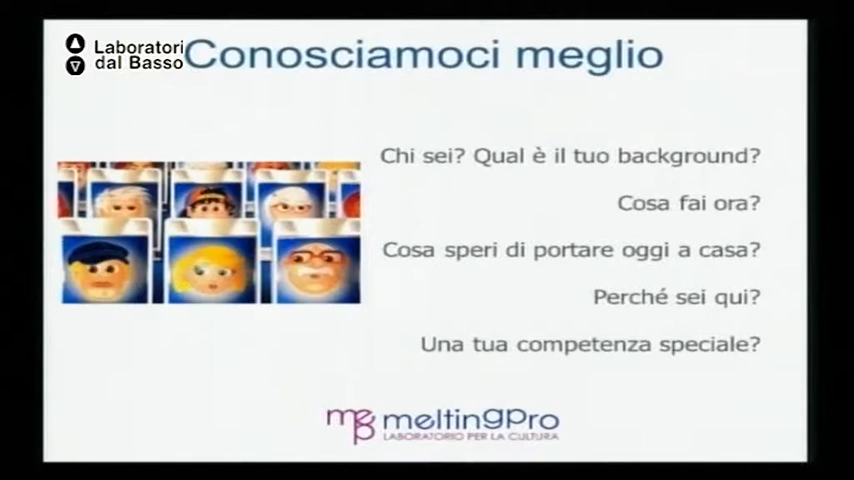 Laboratori
dal Basso
Conosciamoci meglio
Chi sei? Qual è il tuo background?
Cosa fai ora?
Cosa speri di portare oggi a casa?
Perché sei qui?
Una tua competenza speciale?
mep meltingpro
LABORATORIO PER LA CULTURA